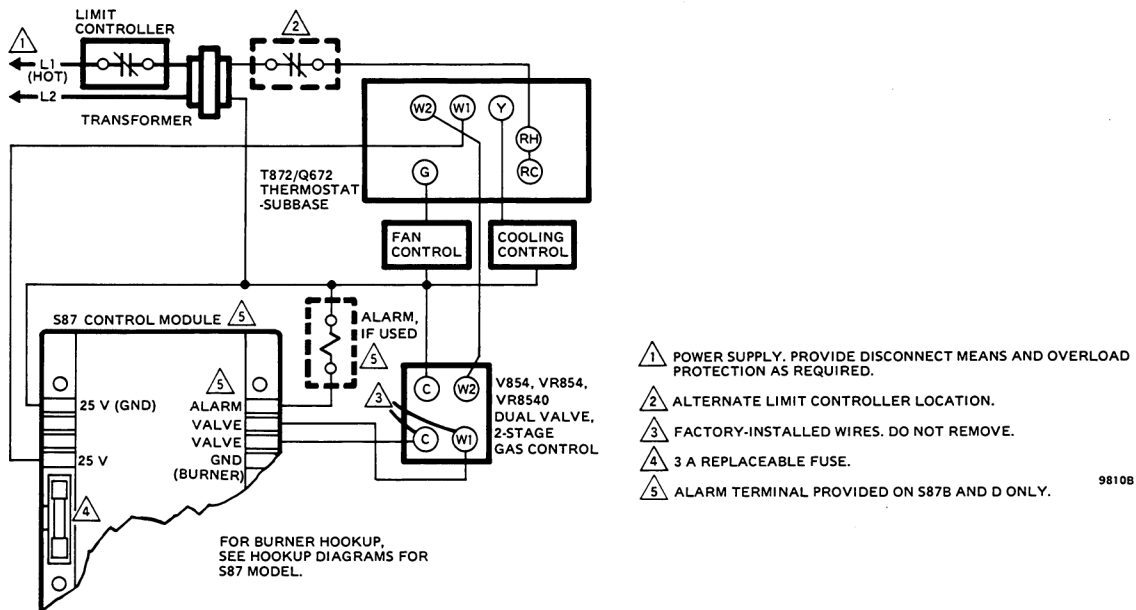 LIMIT
CONTROLLER
1
2
L1
(HOT)
L2
TRANSFORMER
W2
W1
Y
RH
RC
G
T872/Q672
THERMOSTAT
-SUBBASE
FAN
CONTROL
COOLING
CONTROL
S87 CONTROL MODULE
5
ALARM,
IF USED
5
5
25 V (GND)
ALARM
VALVE
VALVE
25 V
GND
(BURNER)
3
C
W2
C
W1
V854, VR854,
VR8540
DUAL VALVE,
2-STAGE
GAS CONTROL
4
FOR BURNER HOOKUP,
SEE HOOKUP DIAGRAMS FOR
S87 MODEL.
1 POWER SUPPLY. PROVIDE DISCONNECT MEANS AND OVERLOAD
PROTECTION AS REQUIRED.
2 ALTERNATE LIMIT CONTROLLER LOCATION.
3 FACTORY-INSTALLED WIRES. DO NOT REMOVE.
4 3 A REPLACEABLE FUSE.
5 ALARM TERMINAL PROVIDED ON S87B AND D ONLY.
9810B